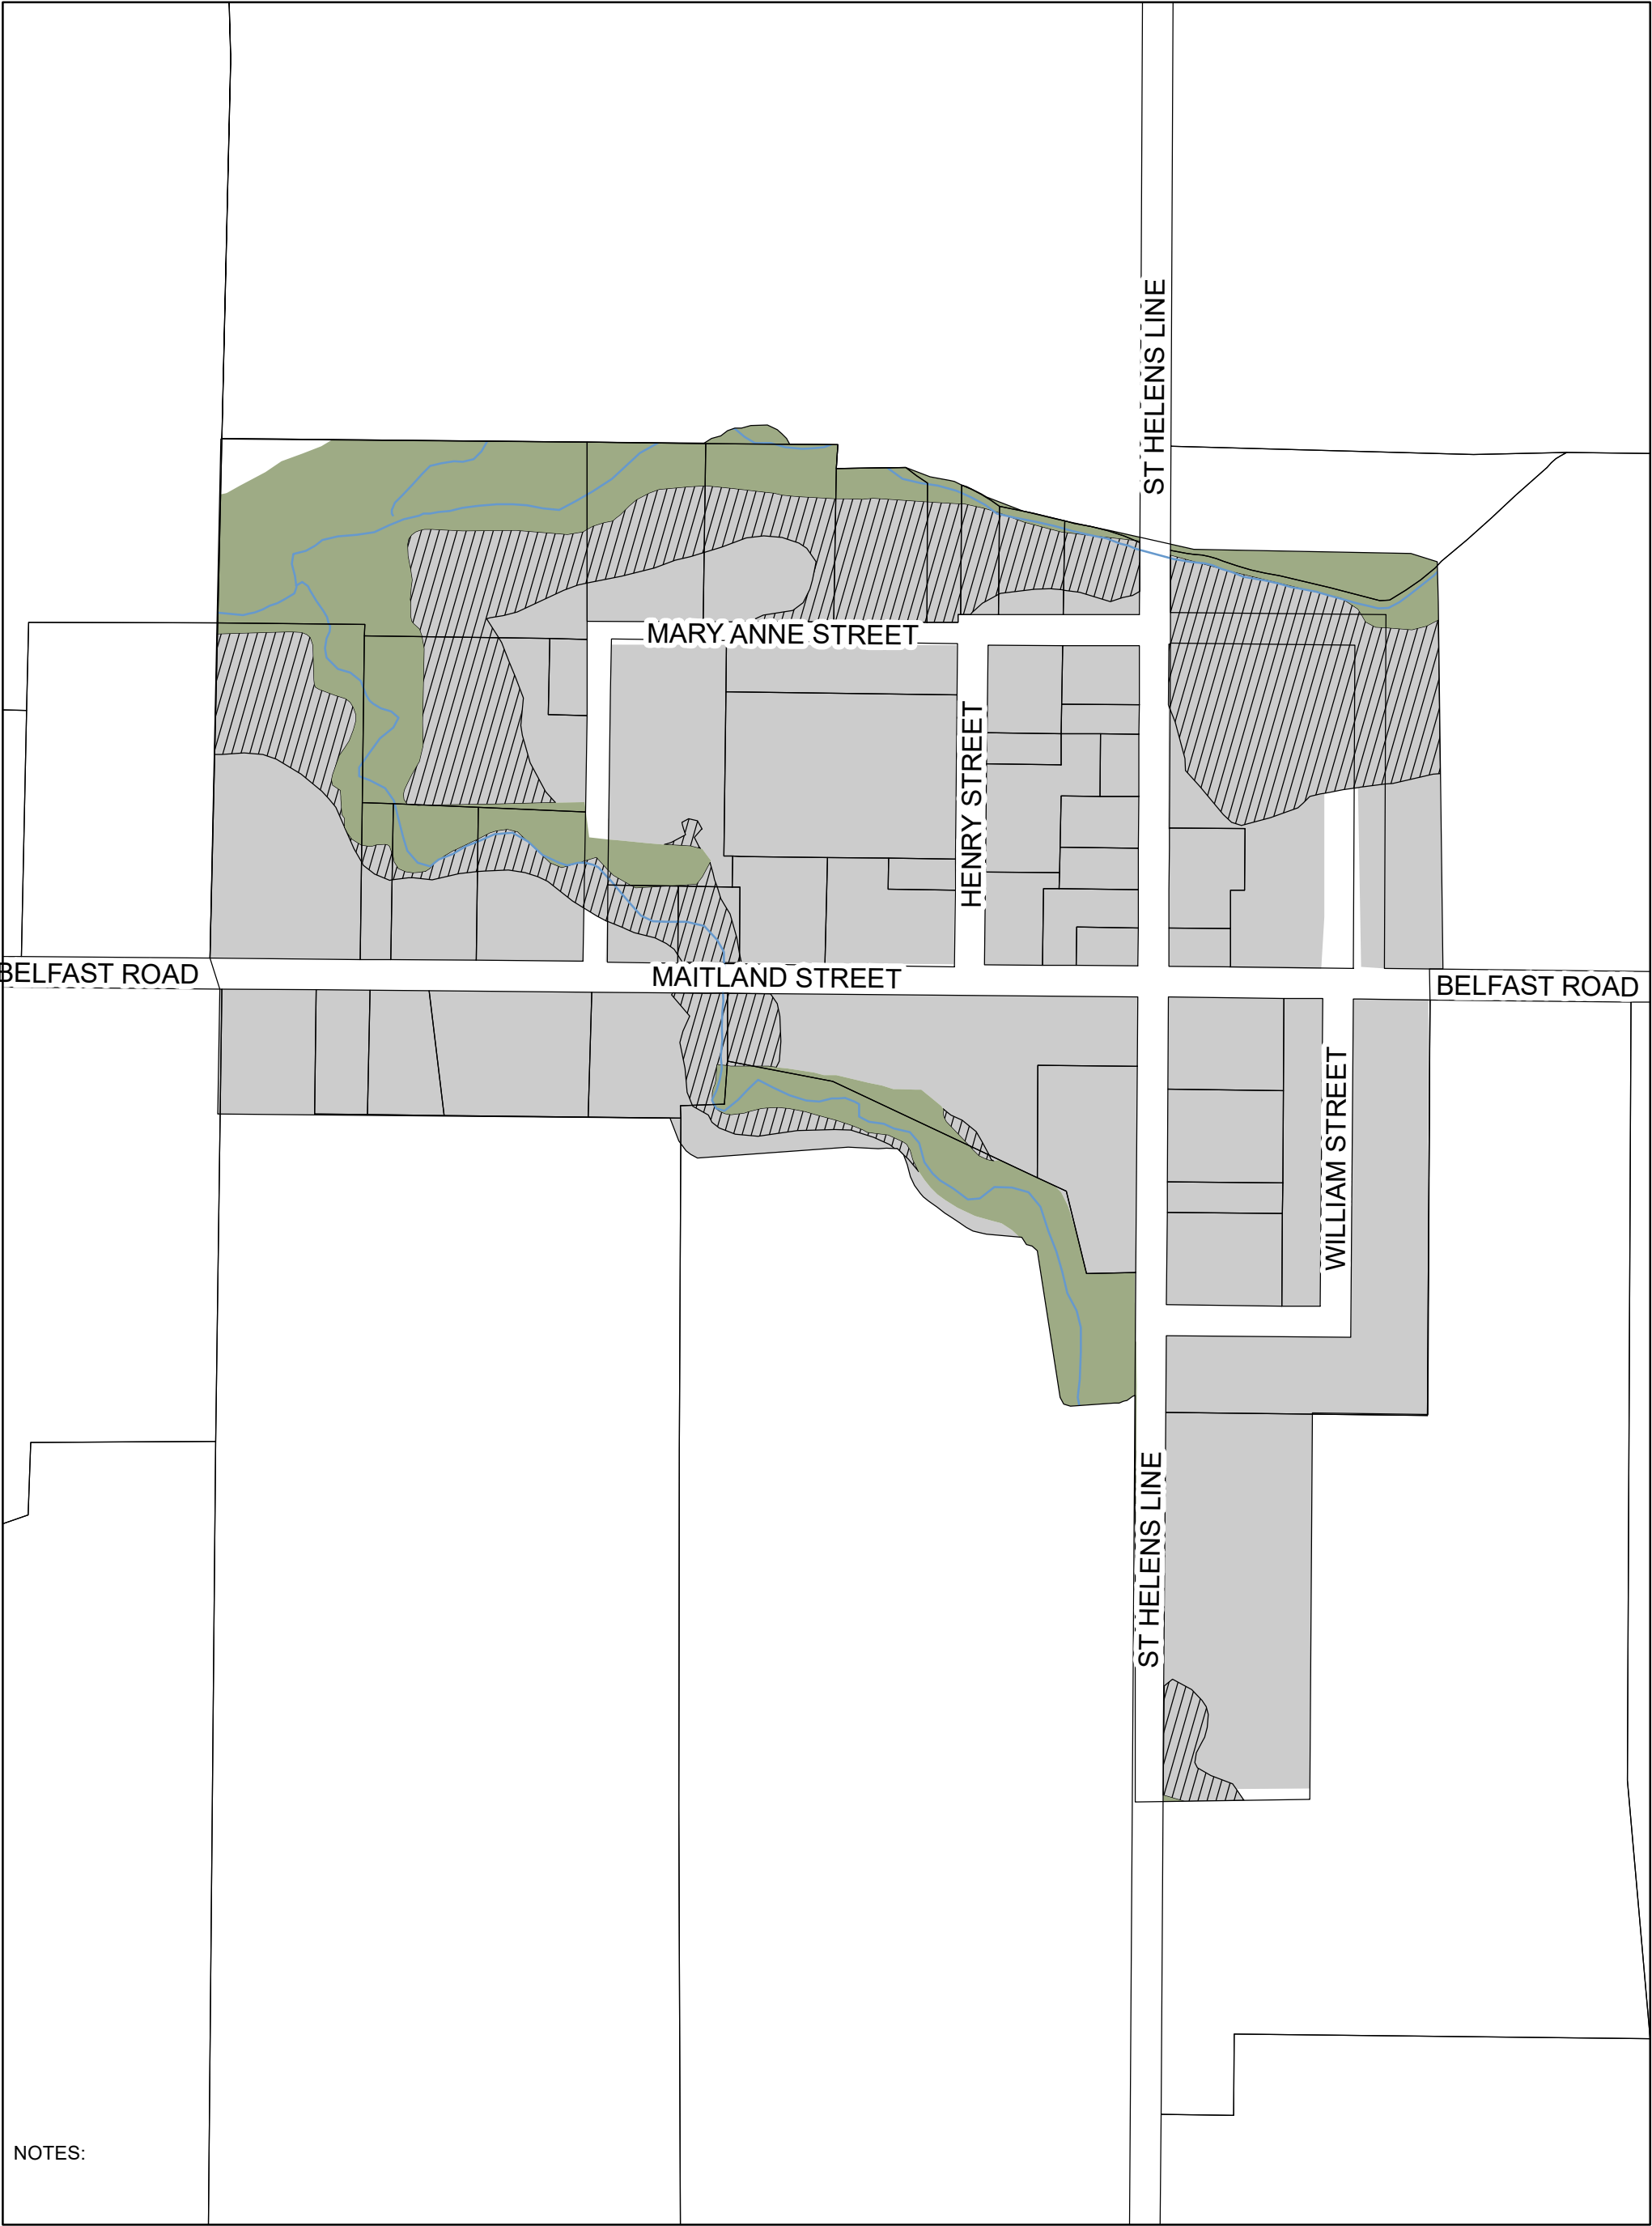 ST HELENS LINE
MARY ANNE STREET
HENRY STREET
BELFAST ROAD
MAITLAND STREET
BELFAST ROAD
WILLIAM STREET
ST HELENS LINE
NOTES: